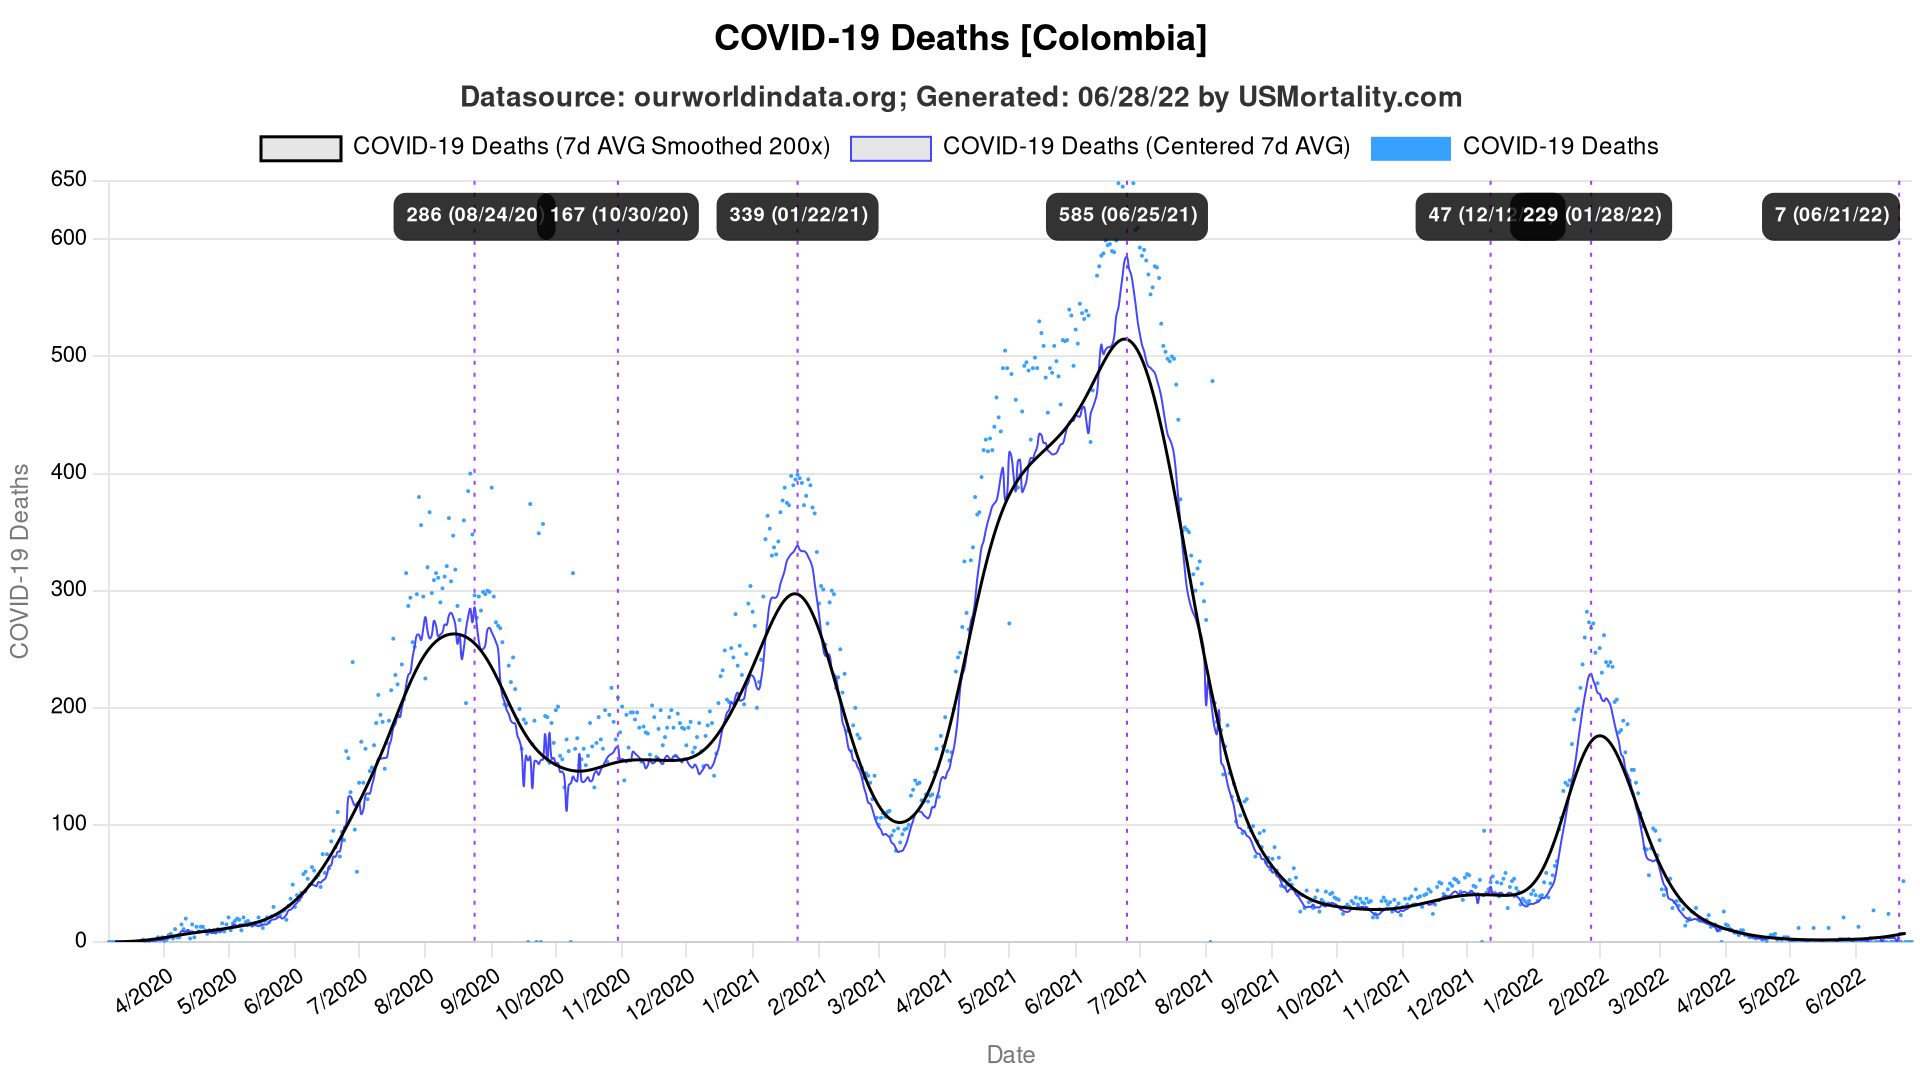 COVID-19 Deaths [Colombia]
Datasource: ourworldindata.org; Generated: 06/28/22 by USMortality.com
COVID-19 Deaths (7d AVG Smoothed 200x) COVID-19 Deaths (Centered 7d AVG) COVID-19 Deaths
650
286 (08/24/20) 167 (10/30/20) 339 (01/22/21) 585 (06/25/21) 47 (12/12 229 (01/28/22) 7 (06/21/22)
600
500
400
300
200
100
0
COVID-19 Deaths
4/2020 5/2020 6/2020 7/2020 8/2020 9/2020 10/2020 11/2020 12/2020 1/2021 2/2021 3/2021 4/2021 5/2021 6/2021 7/2021 8/2021 9/2021 10/2021 11/2021 12/2021 1/2022 2/2022 3/2022 4/2022 5/2022 6/2022
Date